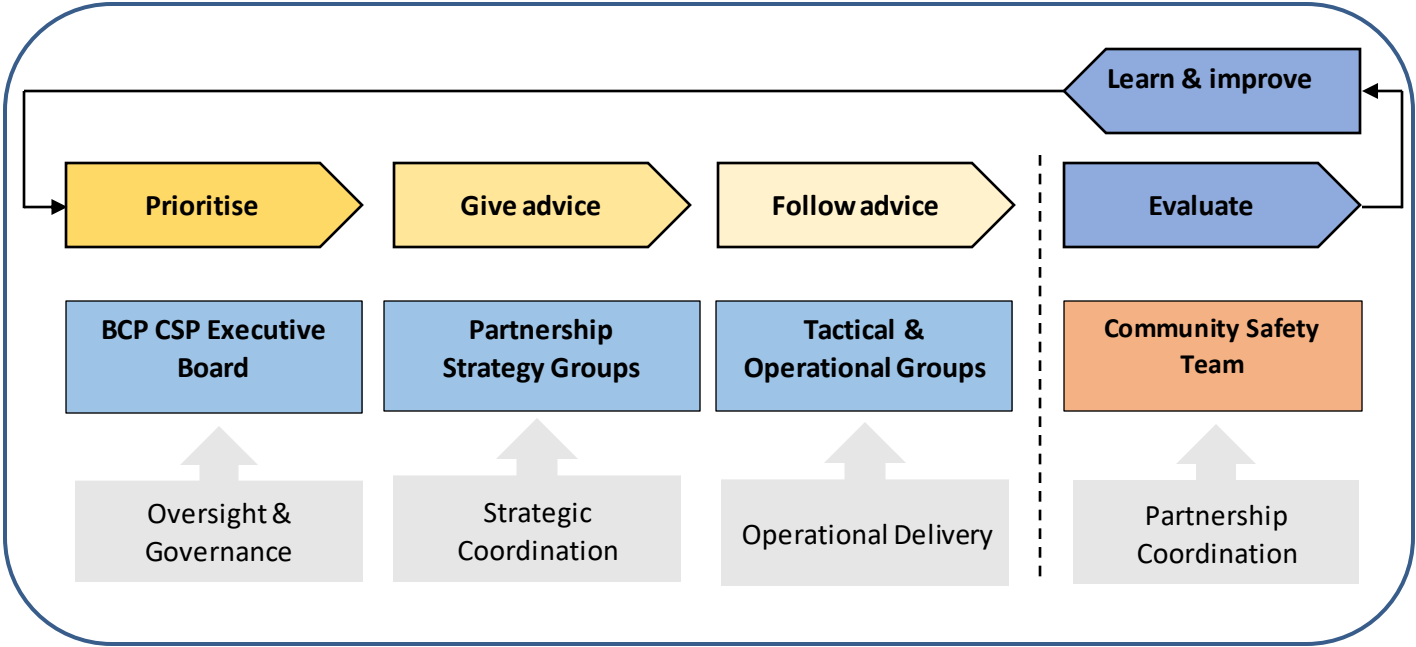 Learn & improve
Prioritise
Give advice
Follow advice
Evaluate
BCP CSP Executive
Board
Partnership
Strategy Groups
Tactical &
Operational Groups
Community Safety
Team
Oversight &
Governance
Strategic
Coordination
Operational Delivery
Partnership
Coordination